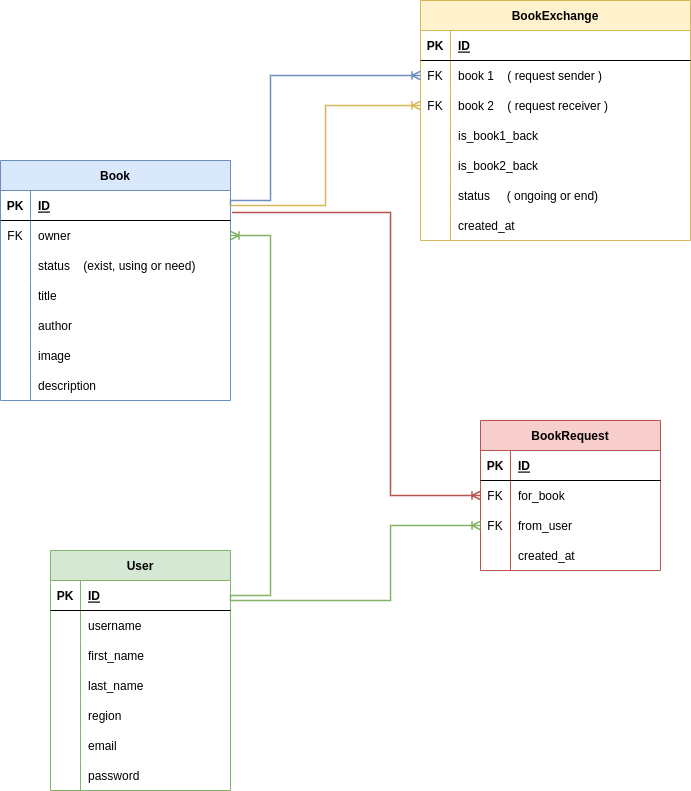 BookExchange
PK ID
FK book 1 ( request sender )
FK book 2 ( request receiver )
is_book1_back
is_book2_back
status ( ongoing or end)
created_at
Book
PK ID
FK owner
status (exist, using or need)
title
author
image
description
BookRequest
PK ID
FK for_book
FK from_user
created_at
User
PK ID
username
first_name
last_name
region
email
password